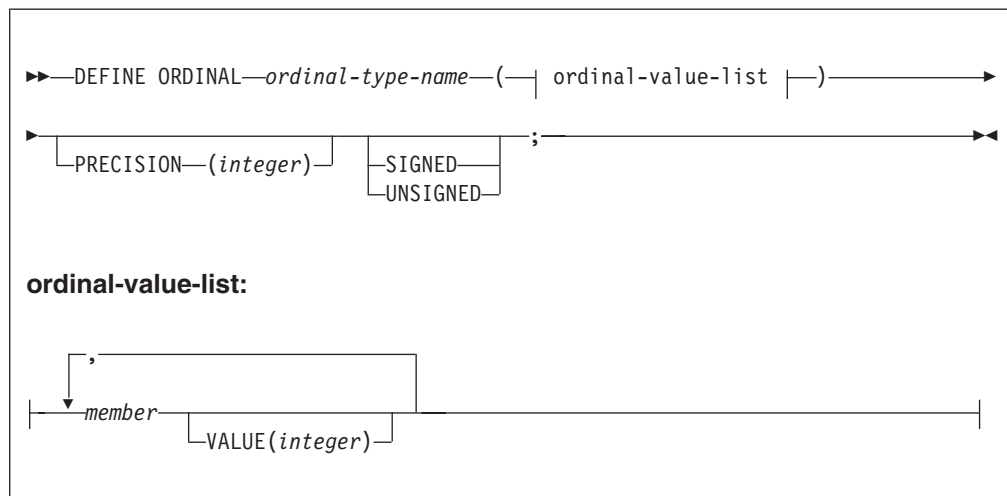 DEFINE ORDINAL ordinal-type-name ( ordinal-value-list )
;
PRECISION (integer) SIGNED
UNSIGNED
ordinal-value-list:
,
member
VALUE(integer)